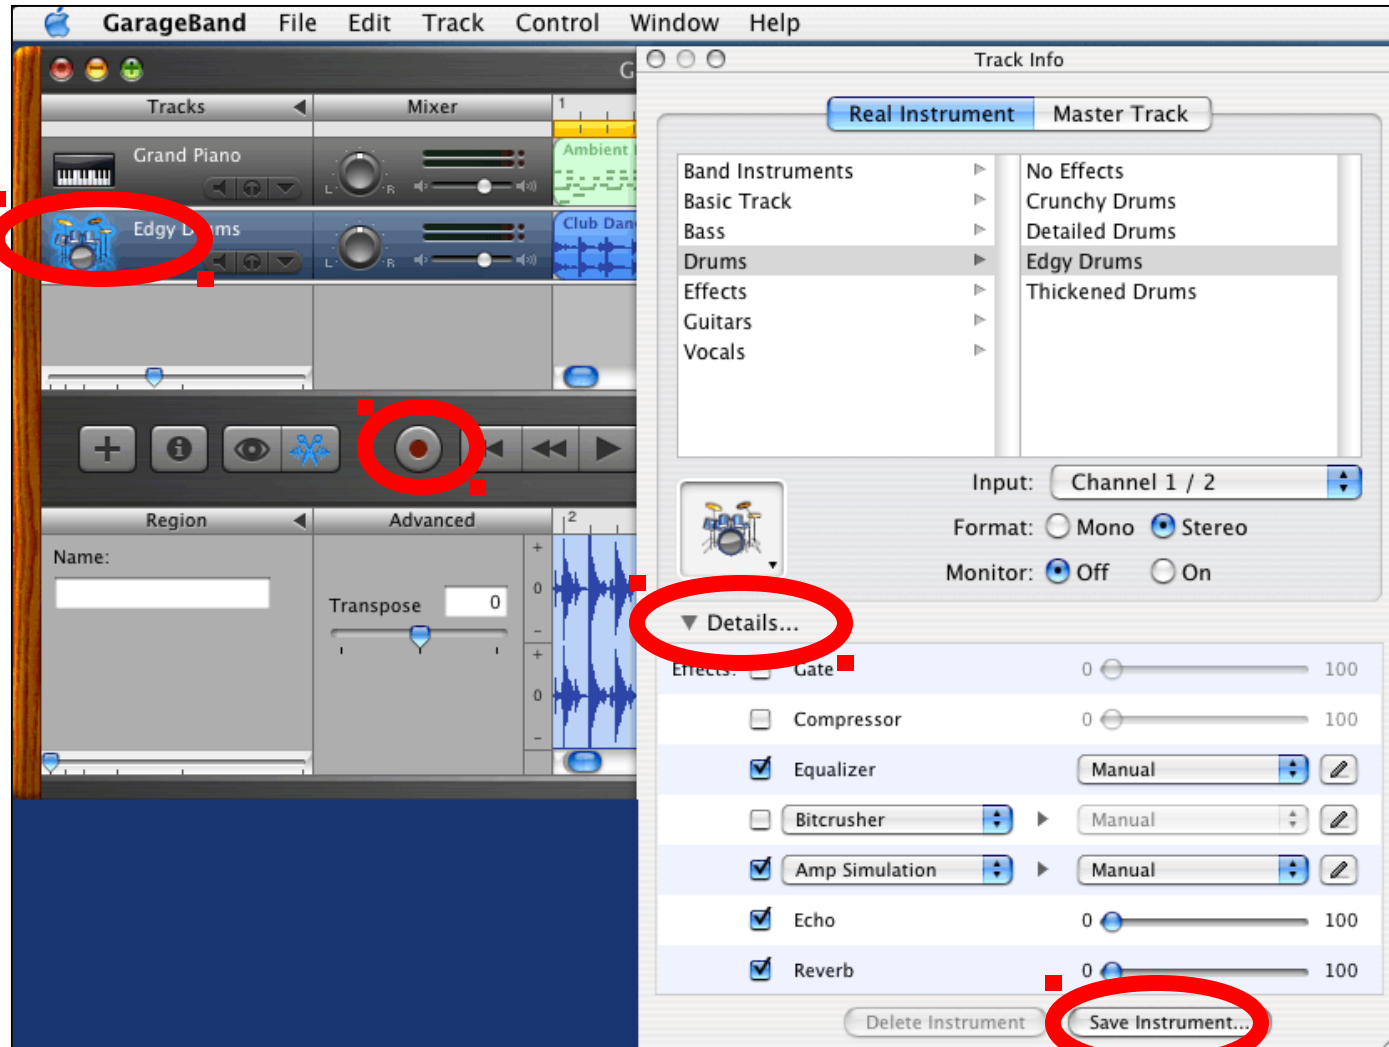 GarageBand File Edit Track Control Window Help
G
Track Info
Tracks Mixer 1
Real Instrument Master Track
Grand Piano
Ambient
L R
Edgy Drums
Club Dan
L R
Band Instruments
Basic Track
Bass
Drums
Effects
Guitars
Vocals
No Effects
Crunchy Drums
Detailed Drums
Edgy Drums
Thickened Drums
Input: Channel 1 / 2
Format: Mono Stereo
Monitor: Off On
Region Advanced 2
Name:
Transpose 0
+
0
-
+
0
-
Details...
Effects: Gate 0 100
Compressor 0 100
Equalizer Manual
Bitcrusher Manual
Amp Simulation Manual
Echo 0 100
Reverb 0 100
Delete Instrument Save Instrument...